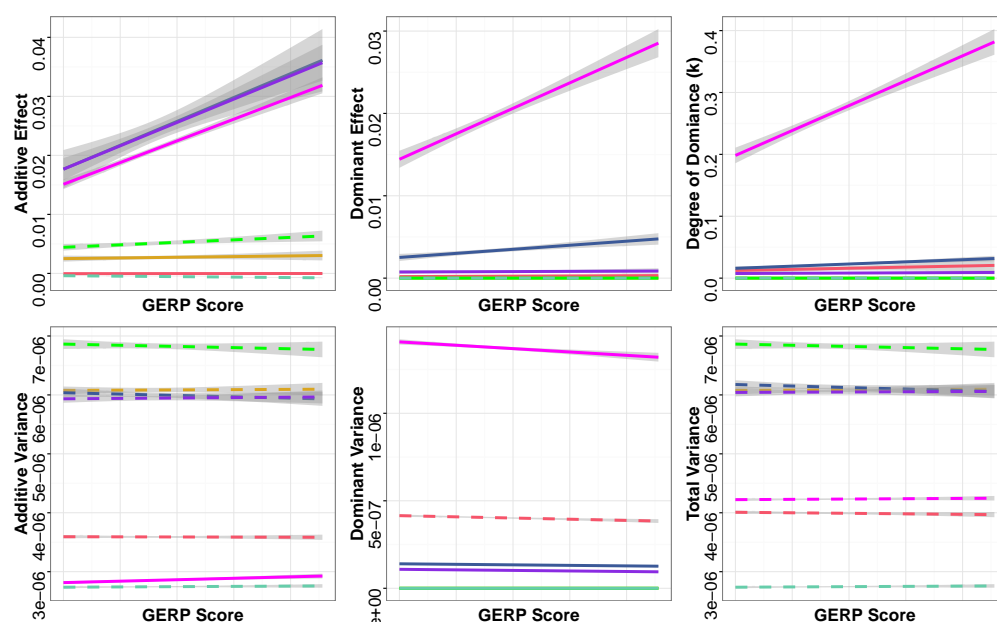 Additive Effect
0.00
0.01
0.02
0.03
0.04
GERP Score
Dominant Effect
0.00
0.01
0.02
0.03
GERP Score
Degree of Domiance (k)
0.0
0.1
0.2
0.3
0.4
GERP Score
Additive Variance
3e−06
4e−06
5e−06
6e−06
7e−06
GERP Score
Dominant Variance
e+00
5e−07
1e−06
GERP Score
Total Variance
3e−06
4e−06
5e−06
6e−06
7e−06
GERP Score